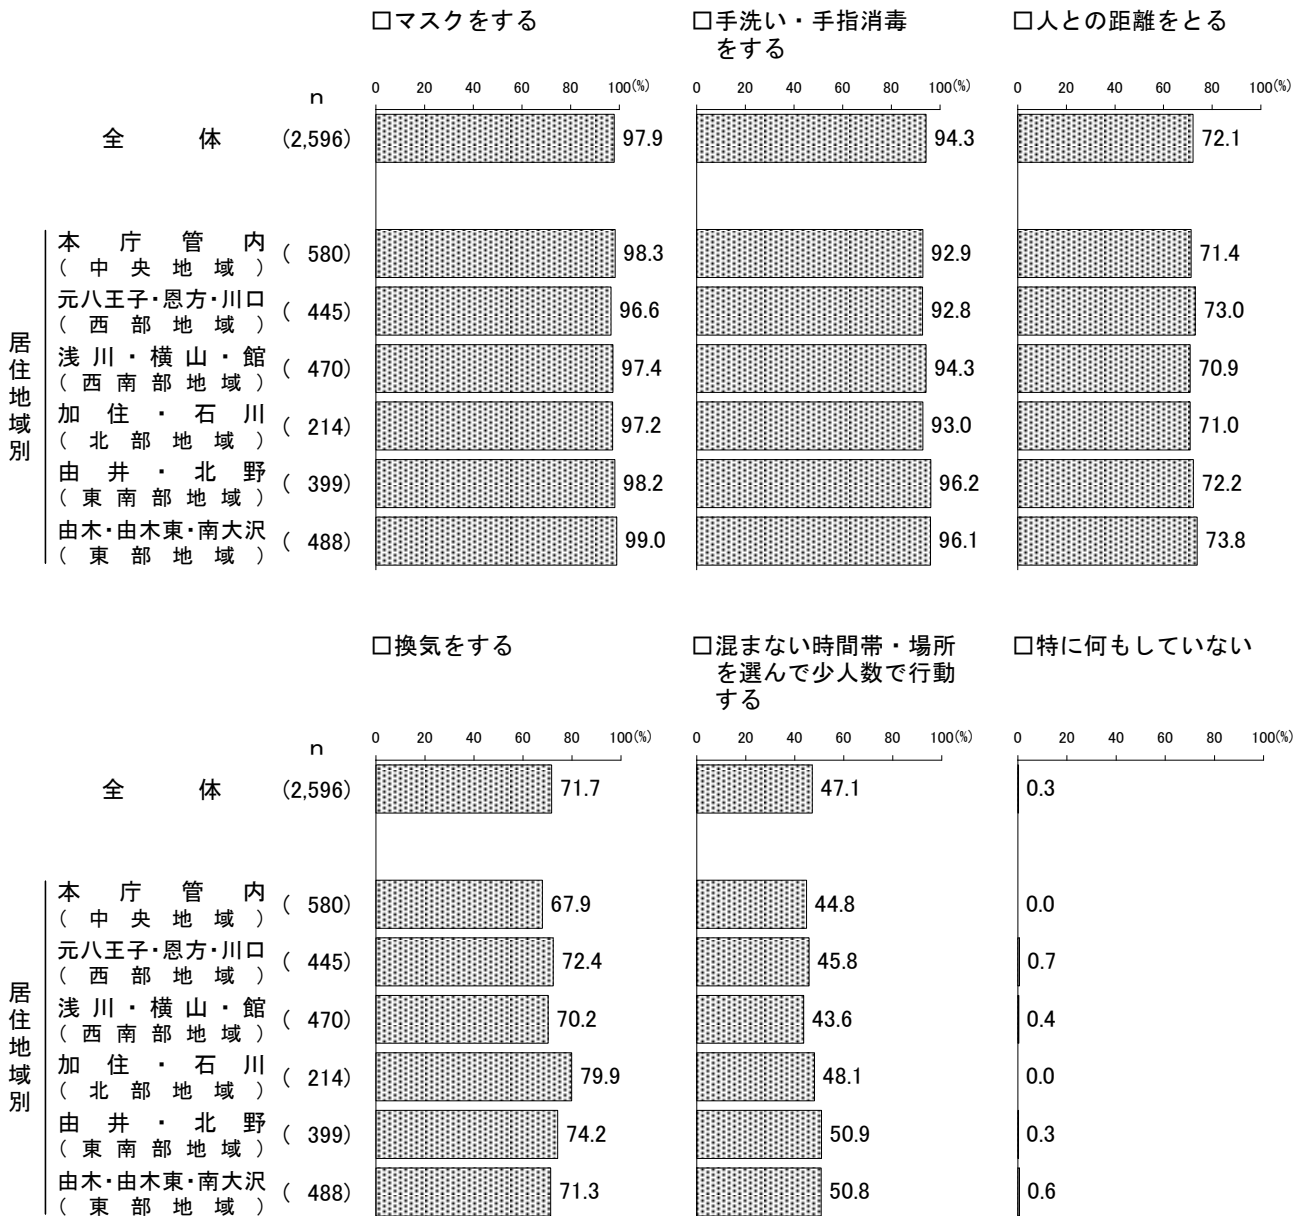 □マスクをする □手洗い・手指消毒 □人との距離をとる
をする
0 20 40 60 80 100(%) 0 20 40 60 80 100(%) 0 20 40 60 80 100(%)
n
全体 (2,596) 97.9 94.3 72.1
居住地域別
本庁管内
(中央地域) ( 580) 98.3 92.9 71.4
元八王子・恩方・川口
(西部地域) ( 445) 96.6 92.8 73.0
浅川・横山・館
(西南部地域) ( 470) 97.4 94.3 70.9
加住・石川
(北部地域) ( 214) 97.2 93.0 71.0
由井・北野
(東南部地域) ( 399) 98.2 96.2 72.2
由木・由木東・南大沢
(東部地域) ( 488) 99.0 96.1 73.8
□換気をする □混まない時間帯・場所 □特に何もしていない
を選んで少人数で行動
する
0 20 40 60 80 100(%) 0 20 40 60 80 100(%) 0 20 40 60 80 100(%)
n
全体 (2,596) 71.7 47.1 0.3
居住地域別
本庁管内
(中央地域) ( 580) 67.9 44.8 0.0
元八王子・恩方・川口
(西部地域) ( 445) 72.4 45.8 0.7
浅川・横山・館
(西南部地域) ( 470) 70.2 43.6 0.4
加住・石川
(北部地域) ( 214) 79.9 48.1 0.0
由井・北野
(東南部地域) ( 399) 74.2 50.9 0.3
由木・由木東・南大沢
(東部地域) ( 488) 71.3 50.8 0.6